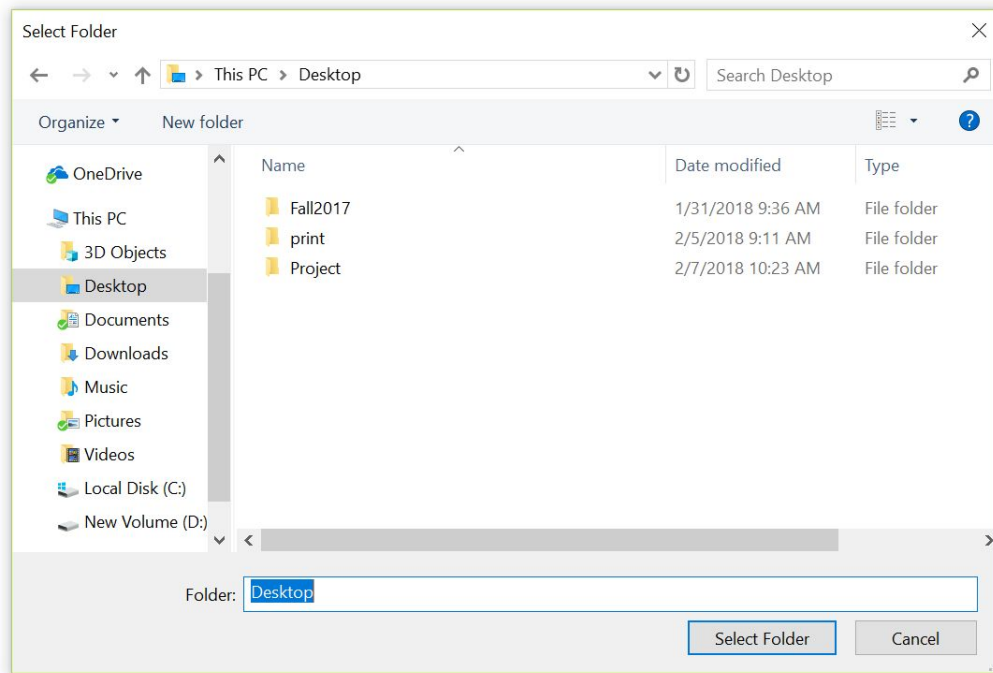 Select Folder
This PC > Desktop
Search Desktop
Organize
New folder
?
OneDrive
This PC
3D Objects
Desktop
Documents
Downloads
Music
Pictures
Videos
Local Disk (C:)
New Volume (D:)
Name Date modified Type
Fall2017 1/31/2018 9:36 AM File folder
print 2/5/2018 9:11 AM File folder
Project 2/7/2018 10:23 AM File folder
Folder: Desktop
Select Folder
Cancel